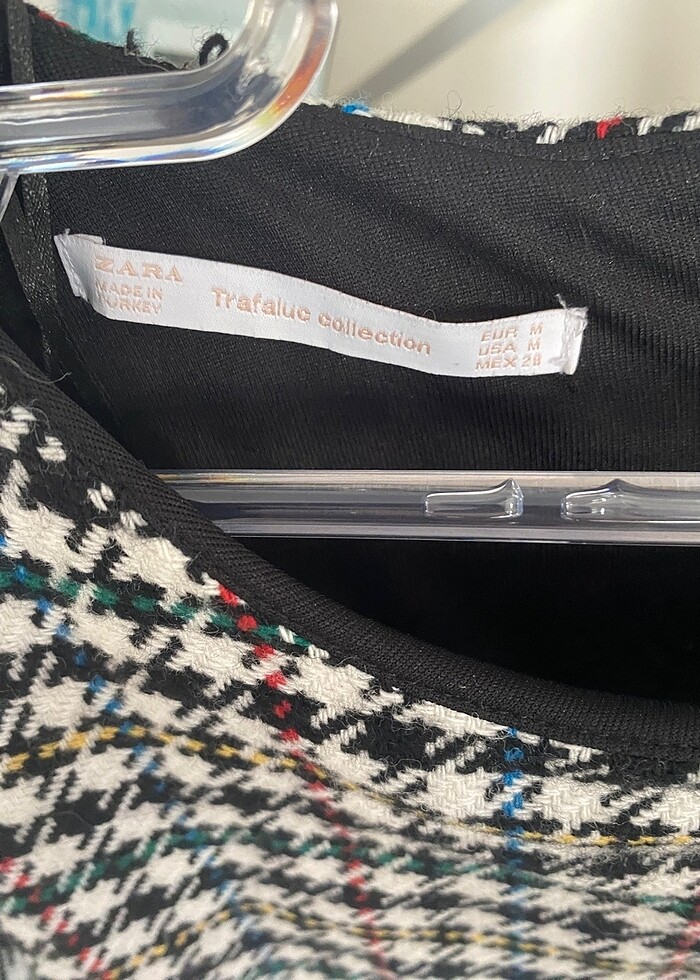 ZARA
MADE IN
TURKEY
Trafaluc collection
EUR M
USA M
MEX 28